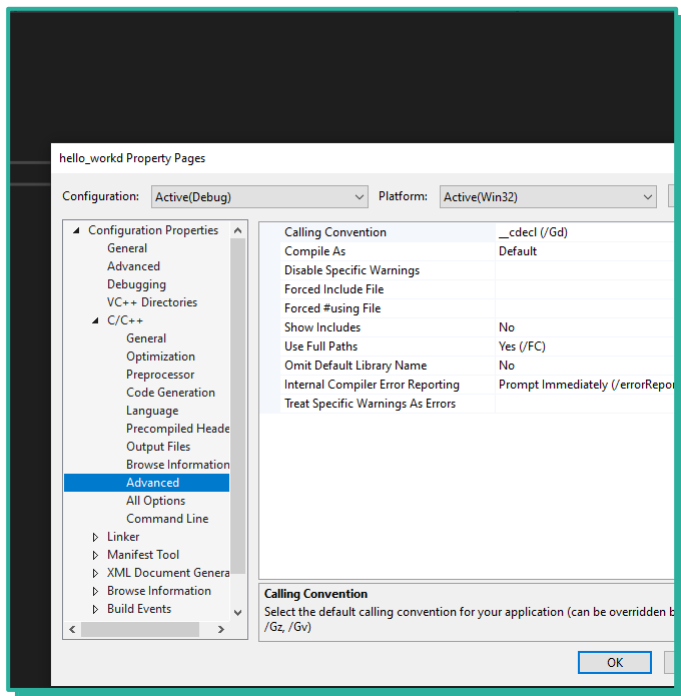 hello_workd Property Pages
Configuration: Active(Debug) Platform: Active(Win32)
Configuration Properties
General
Advanced
Debugging
VC++ Directories
C/C++
General
Optimization
Preprocessor
Code Generation
Language
Precompiled Heade
Output Files
Browse Information
Advanced
All Options
Command Line
Linker
Manifest Tool
XML Document Genera
Browse Information
Build Events
Calling Convention __cdecl (/Gd)
Compile As Default
Disable Specific Warnings
Forced Include File
Forced #using File
Show Includes No
Use Full Paths Yes (/FC)
Omit Default Library Name No
Internal Compiler Error Reporting Prompt Immediately (/errorRepor
Treat Specific Warnings As Errors
Calling Convention
Select the default calling convention for your application (can be overridden b
/Gz, /Gv)
OK